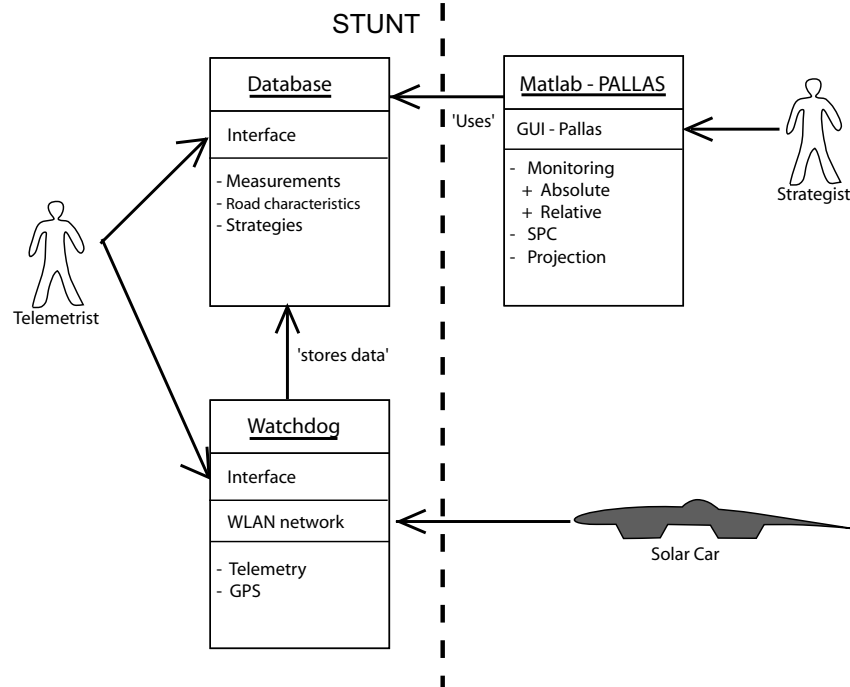 STUNT
Database
Interface
- Measurements
- Road characteristics
- Strategies
'Uses'
Matlab - PALLAS
GUI - Pallas
- Monitoring
+ Absolute
+ Relative
- SPC
- Projection
Strategist
Telemetrist
'stores data'
Watchdog
Interface
WLAN network
- Telemetry
- GPS
Solar Car